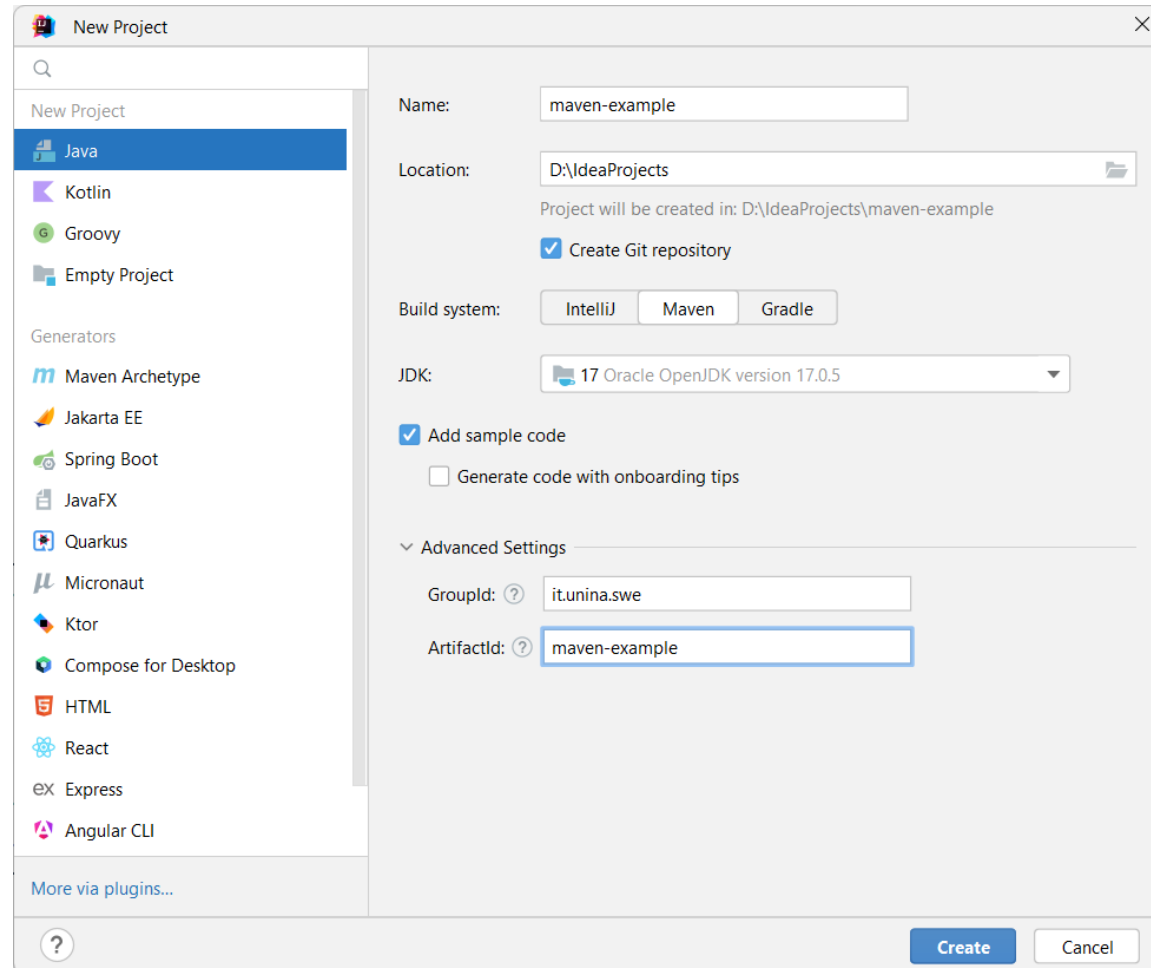 New Project
New Project
Java
Kotlin
G Groovy
Empty Project
Generators
m Maven Archetype
Jakarta EE
Spring Boot
JavaFX
Quarkus
μ Micronaut
Ktor
Compose for Desktop
5 HTML
React
ex Express
A Angular CLI
More via plugins...
Name: maven-example
Location: D:\IdeaProjects
Project will be created in: D:\IdeaProjects\maven-example
Create Git repository
Build system: IntelliJ Maven Gradle
JDK: 17 Oracle OpenJDK version 17.0.5
Add sample code
Generate code with onboarding tips
Advanced Settings
GroupId: ? it.unina.swe
ArtifactId: ? maven-example
? Create Cancel